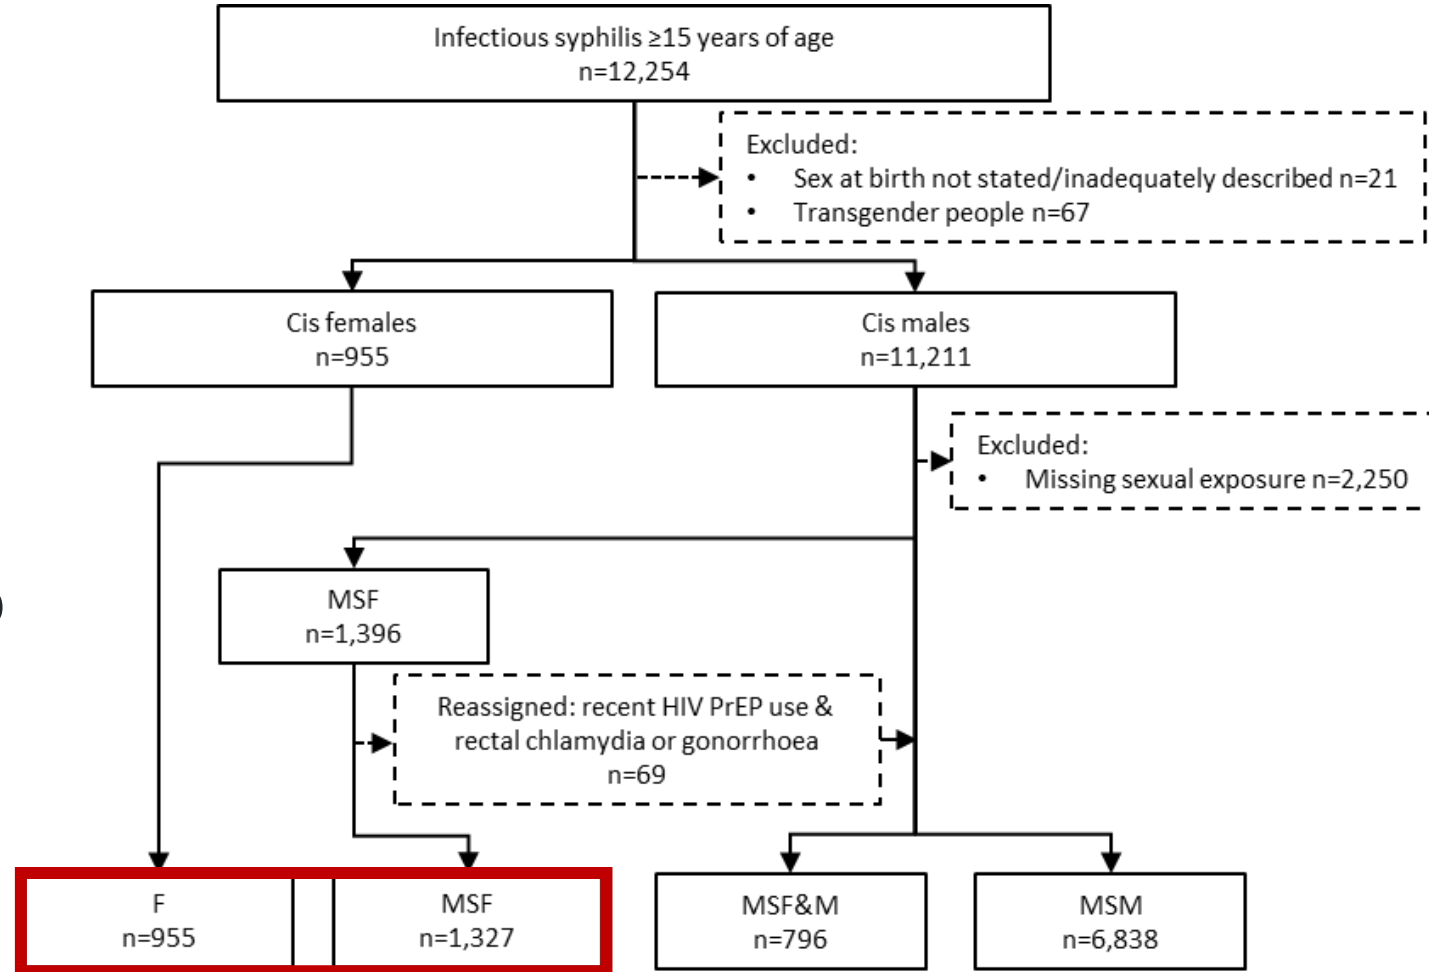 Infectious syphilis ≥15 years of age
n=12,254
Excluded:
• Sex at birth not stated/inadequately described n=21
• Transgender people n=67
Cis females
n=955
Cis males
n=11,211
Excluded:
• Missing sexual exposure n=2,250
MSF
n=1,396
)
Reassigned: recent HIV PrEP use &
rectal chlamydia or gonorrhoea
n=69
F
n=955
MSF
n=1,327
MSF&M
n=796
MSM
n=6,838